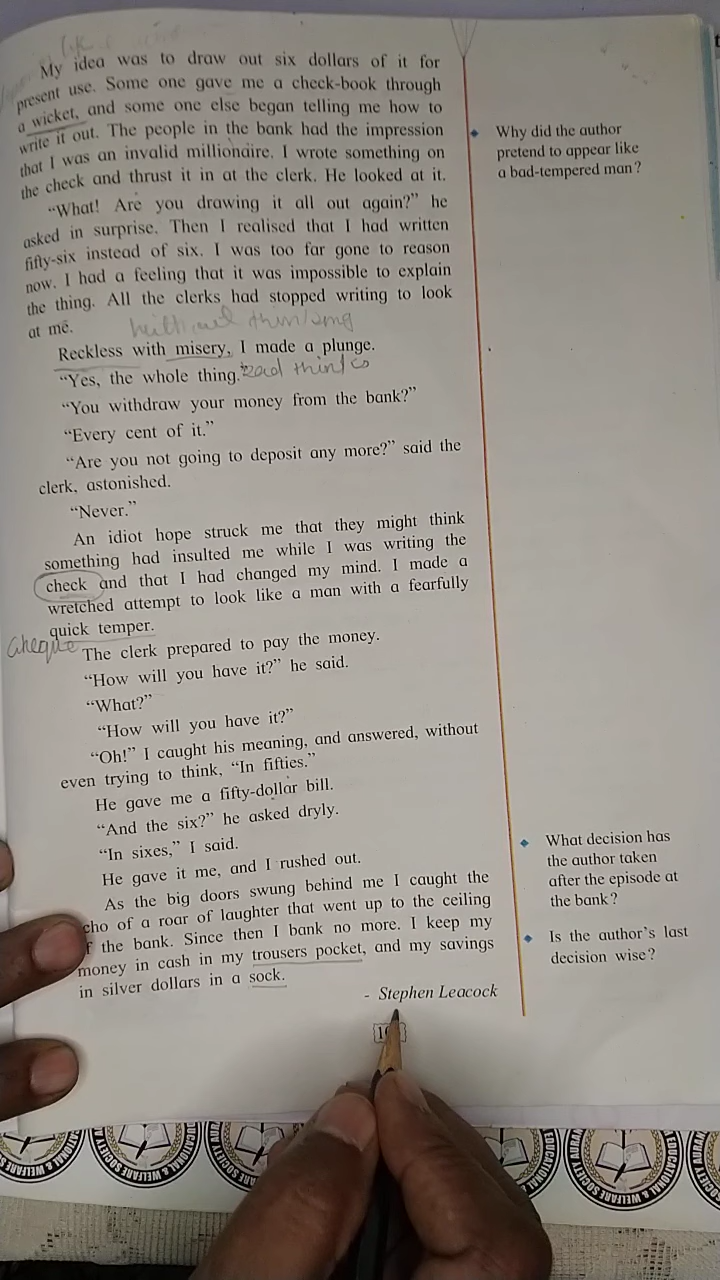 My idea was to draw out six dollars of it for
present use. Some one gave me a check-book through
a wicket, and some one else began telling me how to
write it out. The people in the bank had the impression
that I was an invalid millionaire. I wrote something on
the check and thrust it in at the clerk. He looked at it.
“What! Are you drawing it all out again?” he
asked in surprise. Then I realised that I had written
fifty-six instead of six. I was too far gone to reason
now. I had a feeling that it was impossible to explain
the thing. All the clerks had stopped writing to look
at me.
Reckless with misery, I made a plunge.
“Yes, the whole thing.”
“You withdraw your money from the bank?”
“Every cent of it.”
“Are you not going to deposit any more?” said the
clerk, astonished.
“Never.”
An idiot hope struck me that they might think
something had insulted me while I was writing the
check and that I had changed my mind. I made a
wretched attempt to look like a man with a fearfully
quick temper.
cheque
The clerk prepared to pay the money.
“How will you have it?” he said.
“What?”
“How will you have it?”
“Oh!” I caught his meaning, and answered, without
even trying to think, “In fifties.”
He gave me a fifty-dollar bill.
“And the six?” he asked dryly.
“In sixes,” I said.
He gave it me, and I rushed out.
As the big doors swung behind me I caught the
cho of a roar of laughter that went up to the ceiling
f the bank. Since then I bank no more. I keep my
money in cash in my trousers pocket, and my savings
in silver dollars in a sock.
- Stephen Leacock
Why did the author
pretend to appear like
a bad-tempered man?
What decision has
the author taken
after the episode at
the bank?
Is the author’s last
decision wise?
EDUCATIONAL & WELFARE SOCIETY